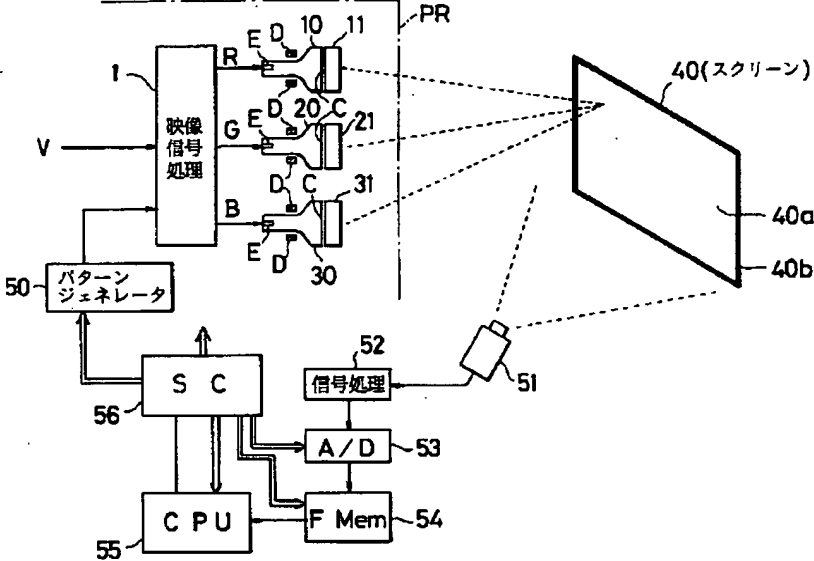 PR
10 11
D
E
R
1
40(スクリーン)
D 20 C
映像
信号
処理
E
G
21
V
D C 31
B
40a
E D 30
40b
50
パターン
ジェネレータ
52
51
信号処理
S C
56
A/D
53
C P U
55
F Mem
54